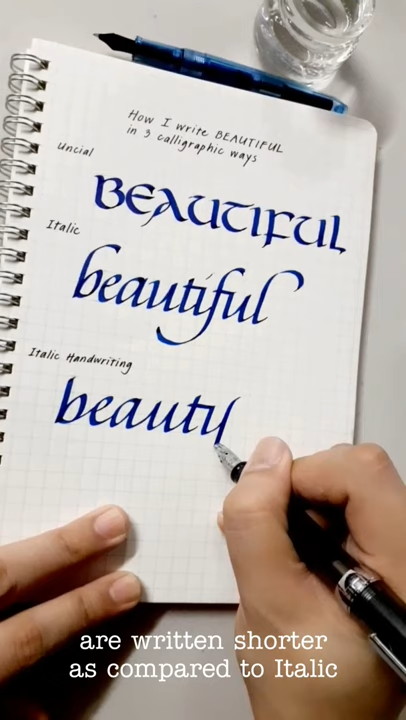 How I write BEAUTIFUL
in 3 calligraphic ways
Uncial
BEAUTIFUL
Italic
beautiful
Italic Handwriting
beauty
are written shorter
as compared to Italic